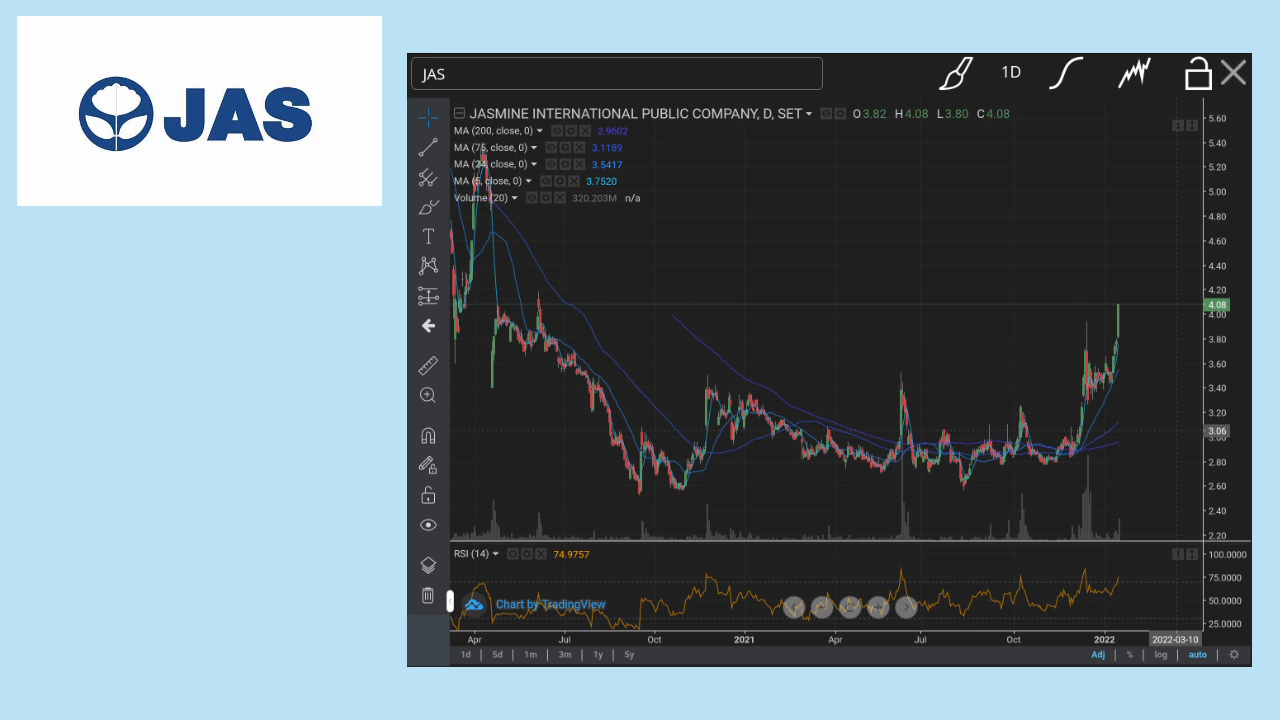 JAS
JAS
1D
JASMINE INTERNATIONAL PUBLIC COMPANY, D, SET O3.82 H4.08 L3.80 C4.08
MA (200, close, 0) 2.9602
MA (75, close, 0) 3.1189
MA (24, close, 0) 3.5417
MA (5, close, 0) 3.7520
Volume (20) 320.203M n/a
5.60
5.40
5.20
5.00
4.80
4.60
4.40
4.20
4.08
4.00
3.80
3.60
3.40
3.20
3.06
3.00
2.80
2.60
2.40
2.20
RSI (14) 74.9757
100.0000
75.0000
50.0000
25.0000
Chart by TradingView
Apr Jul Oct 2021 Apr Jul Oct 2022 2022-03-10
1d 5d 1m 3m 1y 5y Adj % log auto